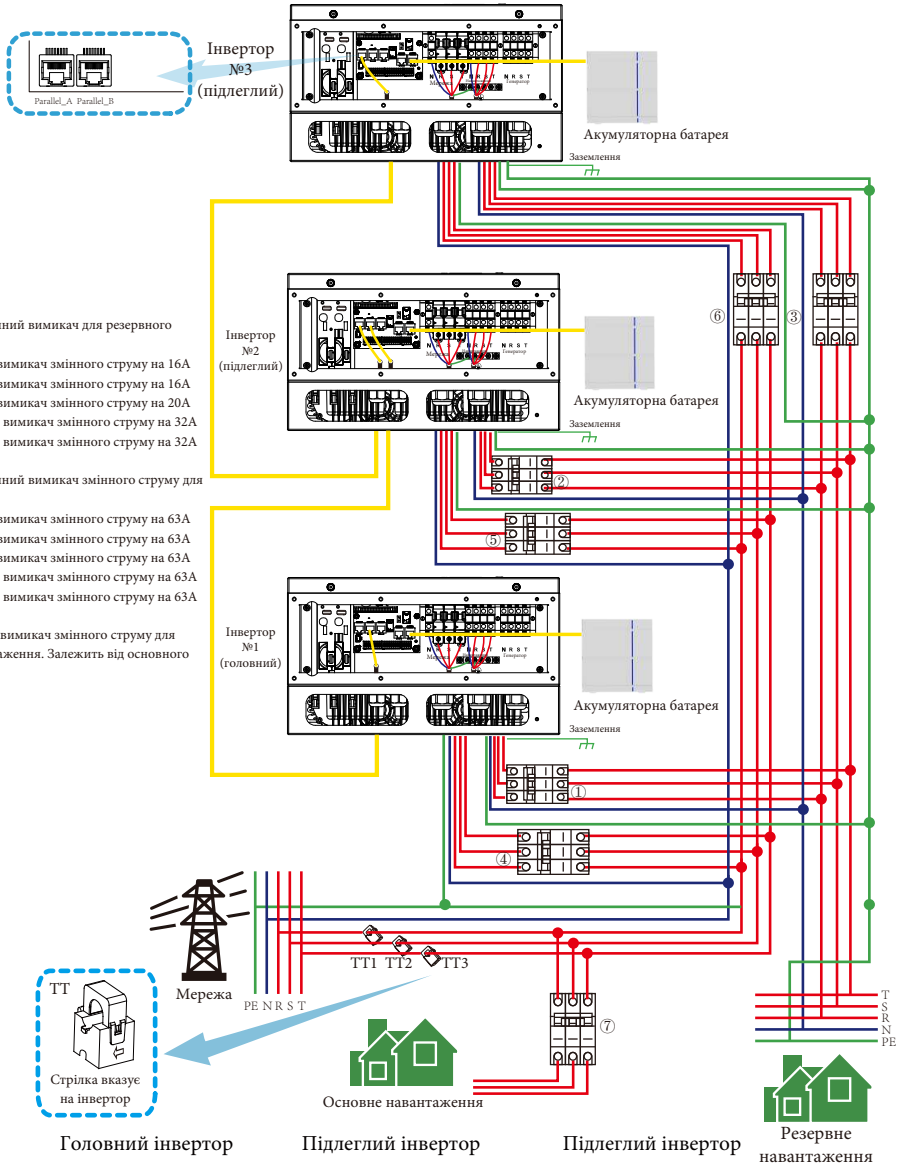 Інвертор
№3
(підлеглий)
Parallel_A Parallel_B
N R S T N R S T N R S T
Мережа
Акумуляторна батарея
Заземлення
⑥
③
Інвертор
№2
(підлеглий)
N R S T N R S T N R S T
Мережа
Генератор
Акумуляторна батарея
Заземлення
ний вимикач для резервного
вимикач змінного струму на 16А
вимикач змінного струму на 16А
вимикач змінного струму на 20А
вимикач змінного струму на 32А
вимикач змінного струму на 32А
ний вимикач змінного струму для
вимикач змінного струму на 63А
вимикач змінного струму на 63А
вимикач змінного струму на 63А
вимикач змінного струму на 63А
вимикач змінного струму на 63А
вимикач змінного струму для
аження. Залежить від основного
②
⑤
Інвертор
№1
(головний)
N R S T N R S T N R S T
Мережа
Генератор
Акумуляторна батарея
Заземлення
①
④
ТТ1 ТТ2 ТТ3
Мережа
PE N R S T
ТТ
Стрілка вказує
на інвертор
⑦
Основне навантаження
T
S
R
N
PE
Резервне
навантаження
Головний інвертор
Підлеглий інвертор
Підлеглий інвертор